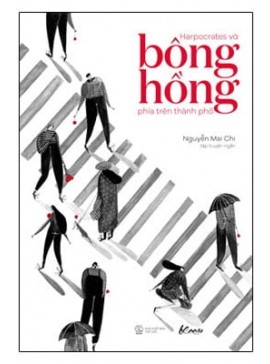 Harpocrates và
bông
hồng
phía trên thành phố
Nguyễn Mai Chi
Tập truyện ngắn